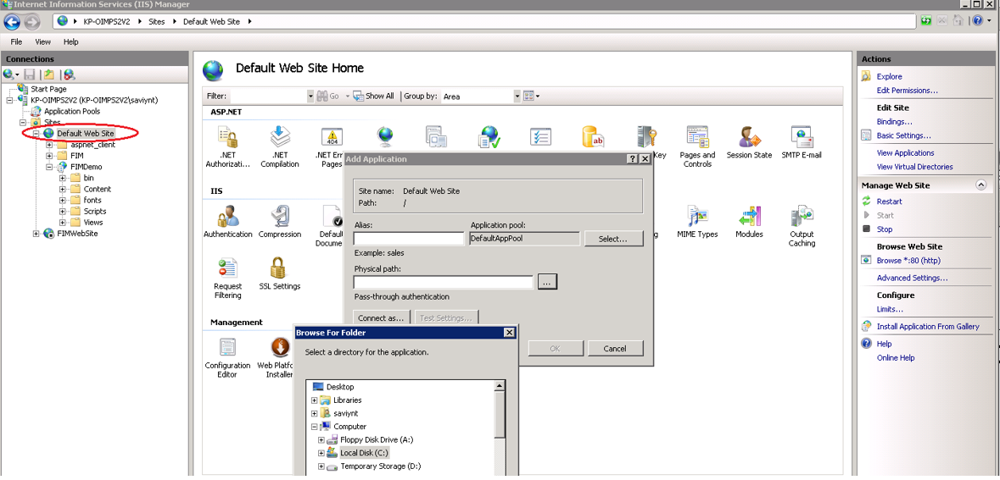 Internet Information Services (IIS) Manager
KP-OIMPS2V2 Sites Default Web Site
File View Help
Connections
Start Page
KP-OIMPS2V2 (KP-OIMPS2V2\saviynt)
Application Pools
Sites
Default Web Site
aspnet_client
FIM
FIMDemo
bin
Content
fonts
Scripts
Views
FIMWebSite
Default Web Site Home
Filter: Go Show All Group by: Area
ASP.NET
.NET Authorizati...
.NET Compilation
.NET Err
Pages
404
ab
Key
Pages and Controls
Session State
SMTP E-mail
IIS
Authentication
Compression
Defaul
Docume
MIME Types
Modules
Output Caching
Request Filtering
SSL Settings
Management
Configuration Editor
Web Platfo
Installer
Add Application
Site name: Default Web Site
Path: /
Alias: Application pool:
DefaultAppPool Select...
Example: sales
Physical path:
...
Pass-through authentication
Connect as... Test Settings...
OK Cancel
Browse For Folder
Select a directory for the application.
Desktop
Libraries
saviynt
Computer
Floppy Disk Drive (A:)
Local Disk (C:)
Temporary Storage (D:)
Actions
Explore
Edit Permissions...
Edit Site
Bindings...
Basic Settings...
View Applications
View Virtual Directories
Manage Web Site
Restart
Start
Stop
Browse Web Site
Browse *:80 (http)
Advanced Settings...
Configure
Limits...
Install Application From Gallery
Help
Online Help